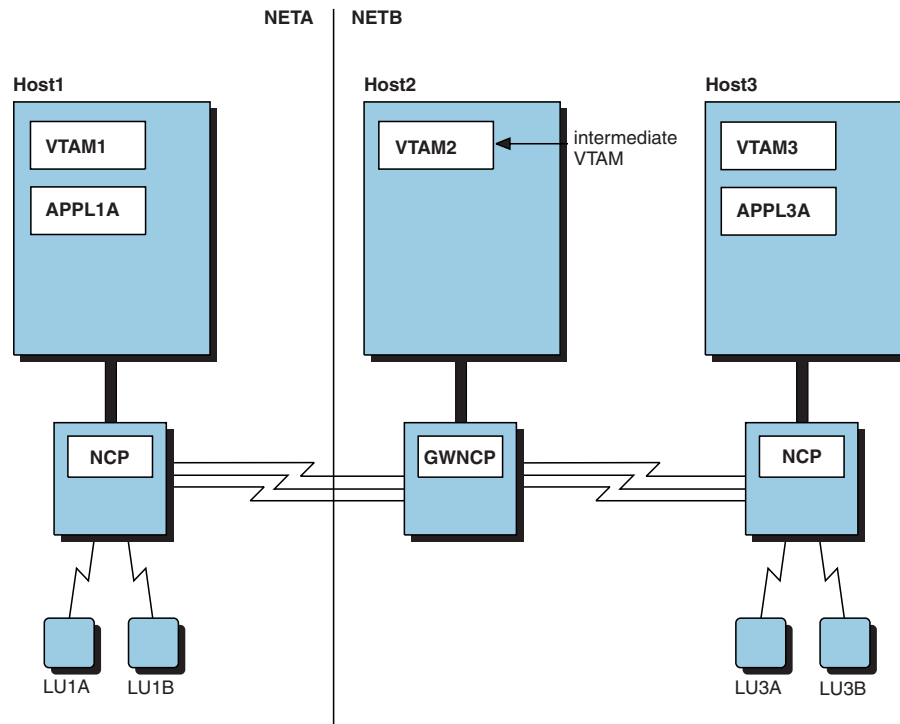 NETA NETB
Host1 Host2 Host3
VTAM1 VTAM2 intermediate VTAM3
VTAM
APPL1A APPL3A
NCP GWNCP NCP
LU1A LU1B LU3A LU3B